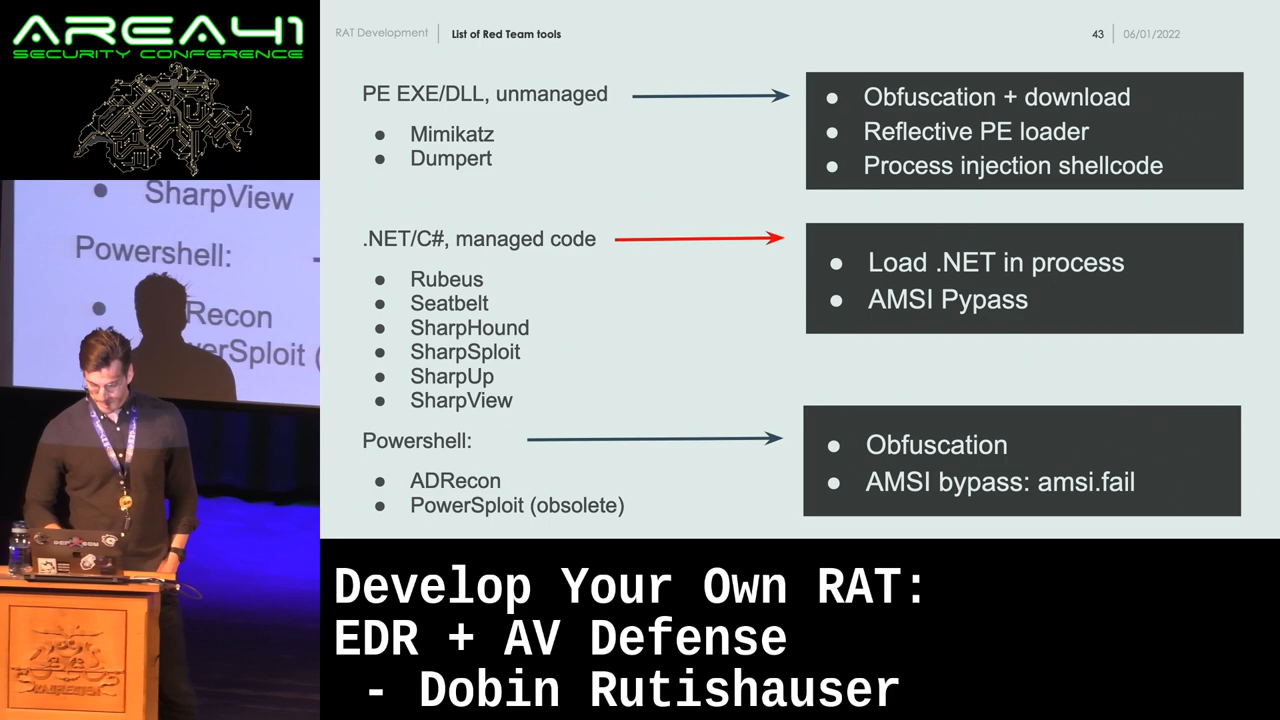 AREA41
SECURITY CONFERENCE
RAT Development
List of Red Team tools
43
06/01/2022
PE EXE/DLL, unmanaged
● Mimikatz
● Dumpert
● Obfuscation + download
● Reflective PE loader
● Process injection shellcode
.NET/C#, managed code
● Rubeus
● Seatbelt
● SharpHound
● SharpSploit
● SharpUp
● SharpView
● Load .NET in process
● AMSI Pypass
Powershell:
● ADRecon
● PowerSploit (obsolete)
● Obfuscation
● AMSI bypass: amsi.fail
● SharpView
Powershell:
Recon
erSploit (
Develop Your Own RAT:
EDR + AV Defense
- Dobin Rutishauser